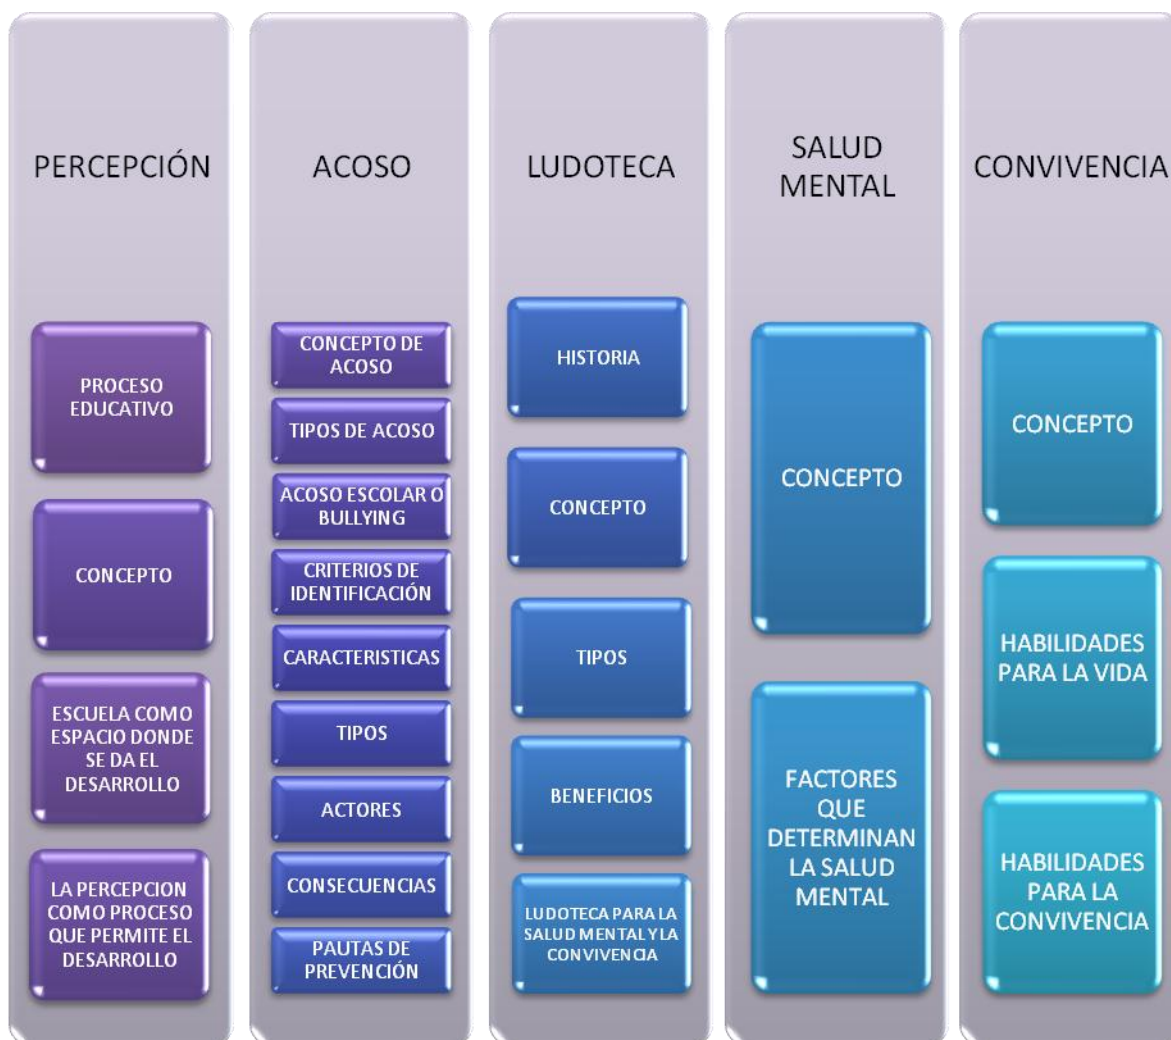 PERCEPCIÓN
PROCESO
EDUCATIVO
CONCEPTO
ESCUELA COMO
ESPACIO DONDE
SE DA EL
DESARROLLO
LA PERCEPCION
COMO PROCESO
QUE PERMITE EL
DESARROLLO
ACOSO
CONCEPTO DE
ACOSO
TIPOS DE ACOSO
ACOSO ESCOLAR O
BULLYING
CRITERIOS DE
IDENTIFICACIÓN
CARACTERISTICAS
TIPOS
ACTORES
CONSECUENCIAS
PAUTAS DE
PREVENCIÓN
LUDOTECA
HISTORIA
CONCEPTO
TIPOS
BENEFICIOS
LUDOTECA PARA LA
SALUD MENTAL Y LA
CONVIVENCIA
SALUD
MENTAL
CONCEPTO
FACTORES
QUE
DETERMINAN
LA SALUD
MENTAL
CONVIVENCIA
CONCEPTO
HABILIDADES
PARA LA VIDA
HABILIDADES
PARA LA
CONVIVENCIA